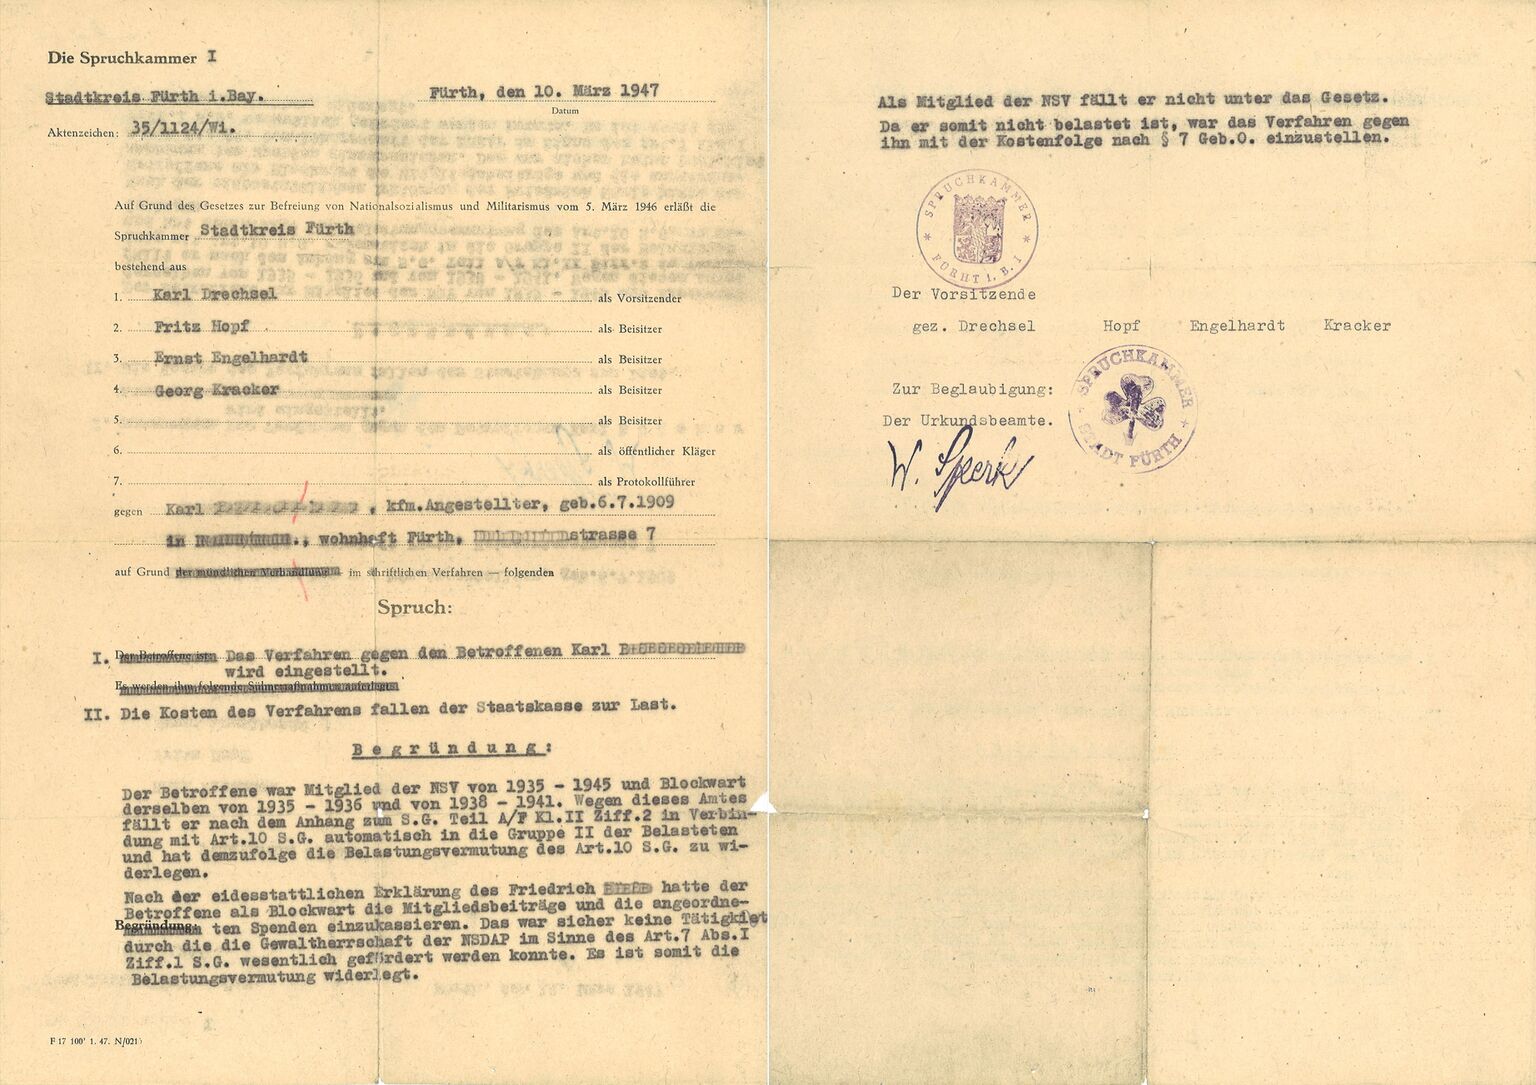 Die Spruchkammer I
Stadtkreis Fürth i.Bay.
Fürth, den 10. März 1947
Datum
Aktenzeichen: 35/1124/Wi.
Auf Grund des Gesetzes zur Befreiung von Nationalsozialismus und Militarismus vom 5. März 1946 erläßt die
Spruchkammer Stadtkreis Fürth
bestehend aus
1. Karl Drechsel als Vorsitzender
2. Fritz Hopf als Beisitzer
3. Ernst Engelhardt als Beisitzer
4. Georg Kracker als Beisitzer
5. als Beisitzer
6. als öffentlicher Kläger
7. als Protokollführer
gegen Karl , kfm.Angestellter, geb.6.7.1909
in ., wohnhaft Fürth, strasse 7
auf Grund der mündlichen Verhandlung im schriftlichen Verfahren — folgenden
Spruch:
I. Der Betroffene ist: Das Verfahren gegen den Betroffenen Karl
wird eingestellt.
Es werden ihm folgende Sühnemaßnahmen auferlegt:
II. Die Kosten des Verfahrens fallen der Staatskasse zur Last.
Begründung:
Der Betroffene war Mitglied der NSV von 1935 - 1945 und Blockwart
derselben von 1935 - 1936 und von 1938 - 1941. Wegen dieses Amtes
fällt er nach dem Anhang zum S.G. Teil A/F Kl.II Ziff.2 in Verbin-
dung mit Art.10 S.G. automatisch in die Gruppe II der Belasteten
und hat demzufolge die Belastungsvermutung des Art.10 S.G. zu wi-
derlegen.
Nach der eidesstattlichen Erklärung des Friedrich hatte der
Betroffene als Blockwart die Mitgliedsbeiträge und die angeordne-
Begründung: ten Spenden einzukassieren. Das war sicher keine Tätigkiet
durch die die Gewaltherrschaft der NSDAP im Sinne des Art.7 Abs.I
Ziff.1 S.G. wesentlich gefördert werden konnte. Es ist somit die
Belastungsvermutung widerlegt.
F 17 100' 1. 47. N/021)
Als Mitglied der NSV fällt er nicht unter das Gesetz.
Da er somit nicht belastet ist, war das Verfahren gegen
ihn mit der Kostenfolge nach § 7 Geb.O. einzustellen.
SPRUCHKAMMER
FÜRHT i. B. I
Der Vorsitzende
gez. Drechsel Hopf Engelhardt Kracker
Zur Beglaubigung:
Der Urkundsbeamte.
SPRUCHKAMMER
STADT FÜRTH
W. Sperk